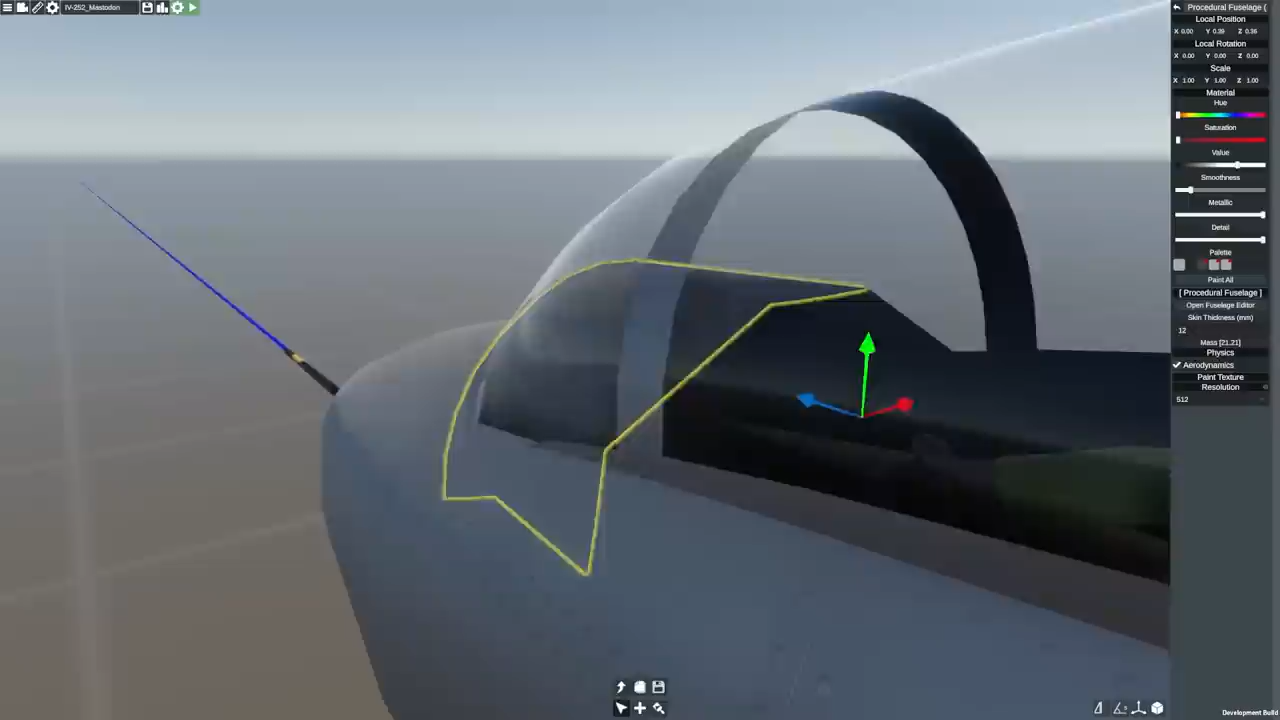 IV-252_Mastodon
Procedural Fuselage (
Local Position
X 0.00 Y 0.39 Z 0.36
Local Rotation
X 0.00 Y 0.00 Z 0.00
Scale
X 1.00 Y 1.00 Z 1.00
Material
Hue
Saturation
Value
Smoothness
Metallic
Detail
Palette
Paint All
[ Procedural Fuselage ]
Open Fuselage Editor
Skin Thickness (mm)
12
Mass [21.21]
Physics
Aerodynamics
Paint Texture
Resolution
512
Development Build